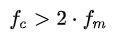 f_c > 2 · f_m